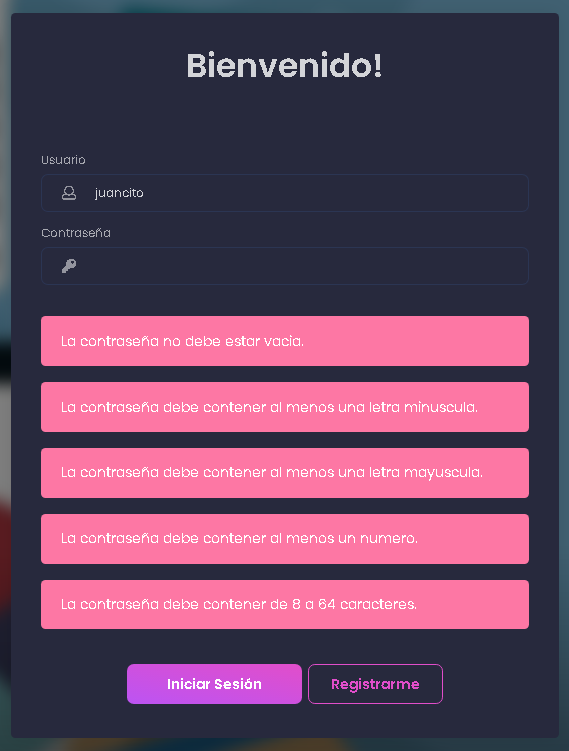 Bienvenido!
Usuario
juancito
Contraseña
La contraseña no debe estar vacia.
La contraseña debe contener al menos una letra minuscula.
La contraseña debe contener al menos una letra mayuscula.
La contraseña debe contener al menos un numero.
La contraseña debe contener de 8 a 64 caracteres.
Iniciar Sesión
Registrarme